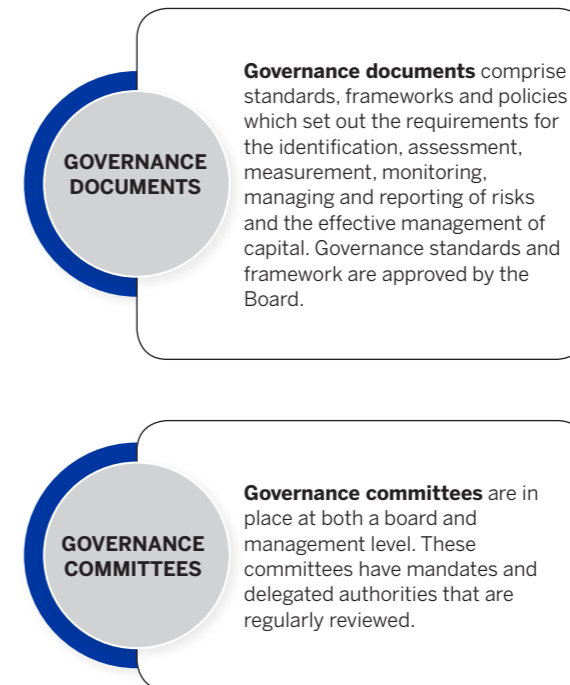 GOVERNANCE
DOCUMENTS
Governance documents comprise
standards, frameworks and policies
which set out the requirements for
the identification, assessment,
measurement, monitoring,
managing and reporting of risks
and the effective management of
capital. Governance standards and
framework are approved by the
Board.
GOVERNANCE
COMMITTEES
Governance committees are in
place at both a board and
management level. These
committees have mandates and
delegated authorities that are
regularly reviewed.